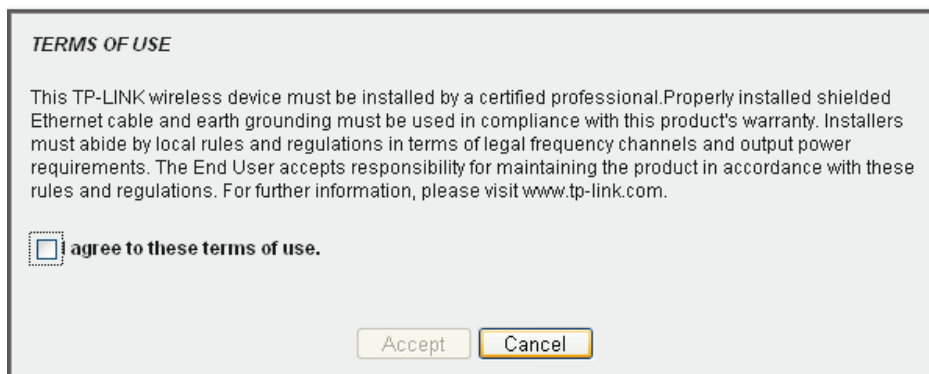 TERMS OF USE
This TP-LINK wireless device must be installed by a certified professional.Properly installed shielded
Ethernet cable and earth grounding must be used in compliance with this product's warranty. Installers
must abide by local rules and regulations in terms of legal frequency channels and output power
requirements. The End User accepts responsibility for maintaining the product in accordance with these
rules and regulations. For further information, please visit www.tp-link.com.
I agree to these terms of use.
Accept Cancel